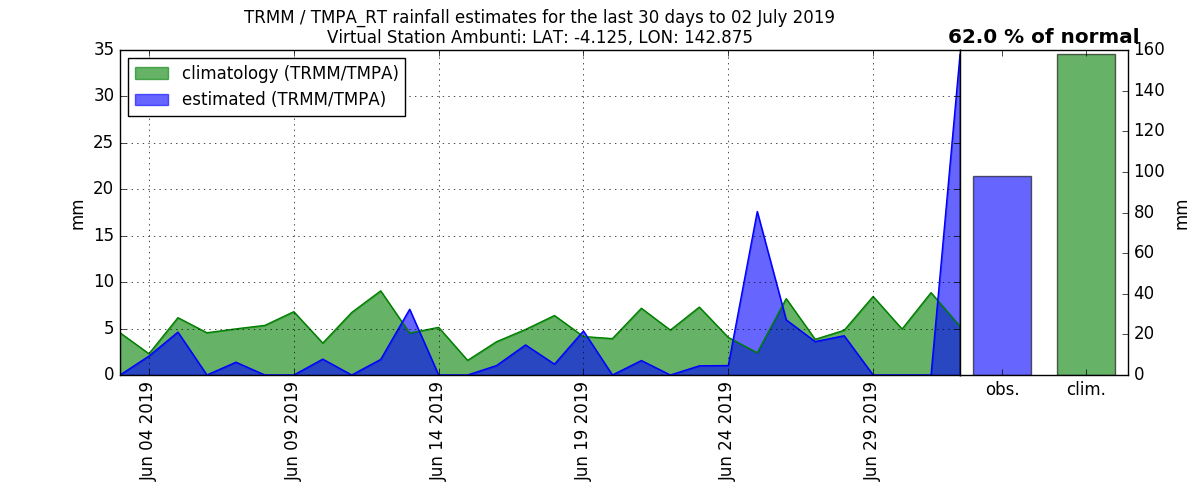 TRMM / TMPA_RT rainfall estimates for the last 30 days to 02 July 2019
Virtual Station Ambunti: LAT: -4.125, LON: 142.875
62.0 % of normal
climatology (TRMM/TMPA)
estimated (TRMM/TMPA)
35
30
25
20
15
10
5
0
mm
Jun 04 2019
Jun 09 2019
Jun 14 2019
Jun 19 2019
Jun 24 2019
Jun 29 2019
obs.
clim.
160
140
120
100
80
60
40
20
0
mm